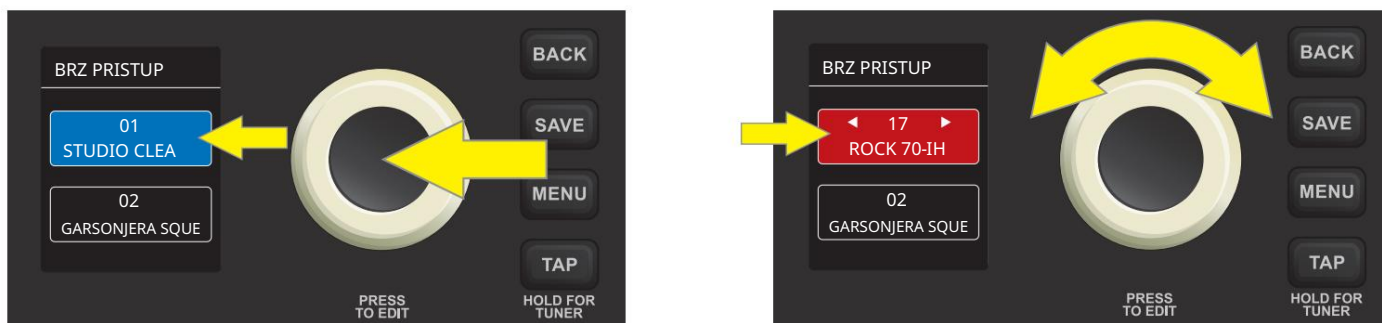 BRZ PRISTUP
01
STUDIO CLEA
02
GARSONJERA SQUE
BACK
SAVE
MENU
TAP
PRESS
TO EDIT
HOLD FOR
TUNER
BRZ PRISTUP
17
ROCK 70-IH
02
GARSONJERA SQUE
BACK
SAVE
MENU
TAP
PRESS
TO EDIT
HOLD FOR
TUNER